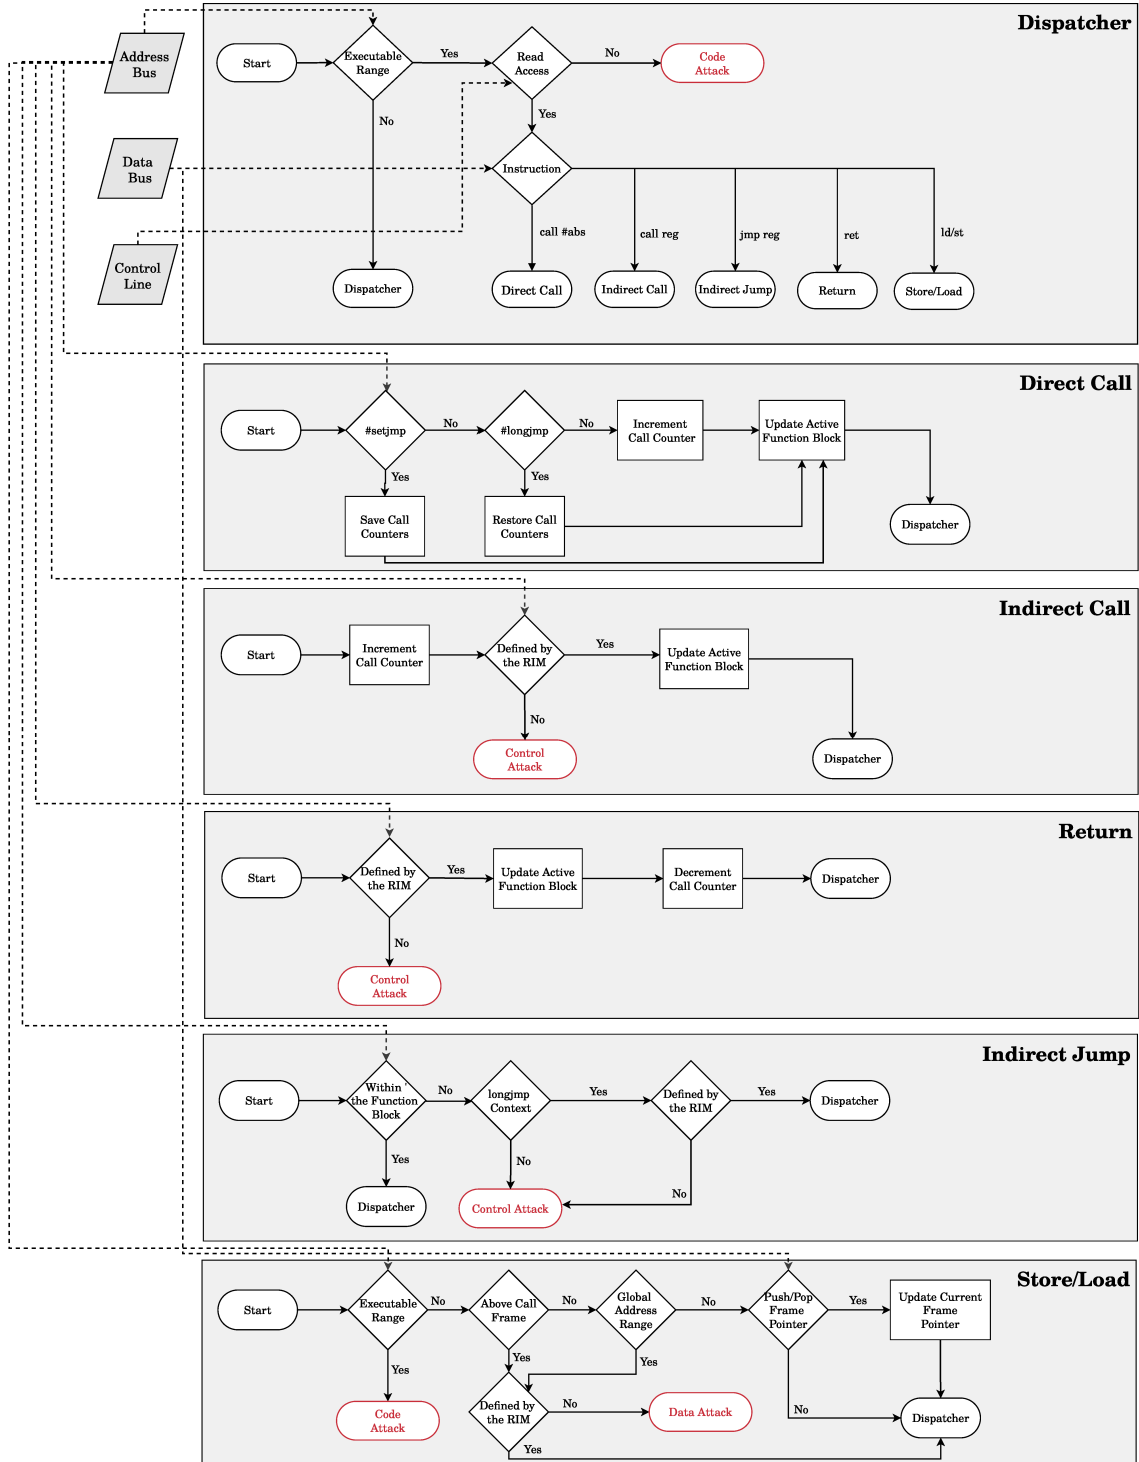 Address
Bus
Data
Bus
Control
Line
Dispatcher
Start
Executable
Range
Yes
Read
Access
No
Code
Attack
No
Yes
Instruction
call #abs
call reg
jmp reg
ret
ld/st
Dispatcher
Direct Call
Indirect Call
Indirect Jump
Return
Store/Load
Direct Call
Start
#setjmp
No
#longjmp
No
Increment
Call Counter
Update Active
Function Block
Yes
Yes
Save Call
Counters
Restore Call
Counters
Dispatcher
Indirect Call
Start
Increment
Call Counter
Defined by
the RIM
Yes
Update Active
Function Block
No
Control
Attack
Dispatcher
Return
Start
Defined by
the RIM
Yes
Update Active
Function Block
Decrement
Call Counter
Dispatcher
No
Control
Attack
Indirect Jump
Start
Within
the Function
Block
No
longjmp
Context
Yes
Defined by
the RIM
Yes
Dispatcher
Yes
No
No
Dispatcher
Control Attack
Store/Load
Start
Executable
Range
No
Above Call
Frame
No
Global
Address
Range
No
Push/Pop
Frame
Pointer
Yes
Update Current
Frame
Pointer
Yes
Yes
Yes
Code
Attack
Defined by
the RIM
No
Data Attack
No
Dispatcher
Yes